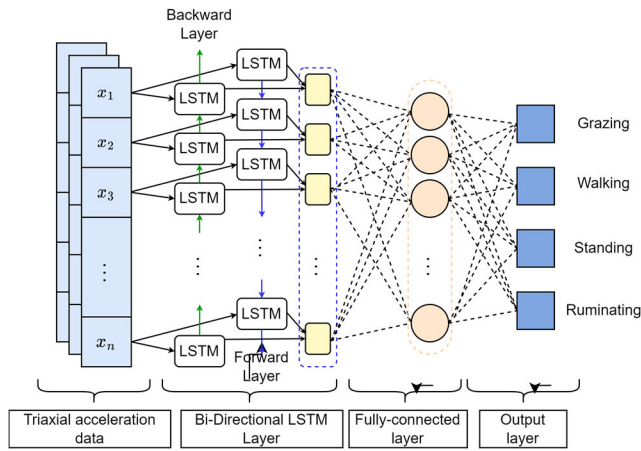 Backward
Layer
LSTM
x₁
LSTM
Grazing
LSTM
x₂
LSTM
Walking
LSTM
x₃
LSTM
...
...
...
...
...
Standing
LSTM
Ruminating
xₙ
LSTM
Forward
Layer
Triaxial acceleration
data
Bi-Directional LSTM
Layer
Fully-connected
layer
Output
layer